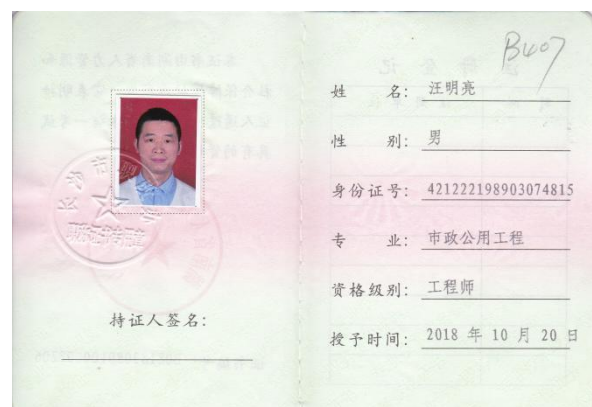 B407
姓 名: 汪明亮
性 别: 男
身份证号: 421222198903074815
专 业: 市政公用工程
资格级别: 工程师
授予时间: 2018 年 10 月 20 日
持证人签名: